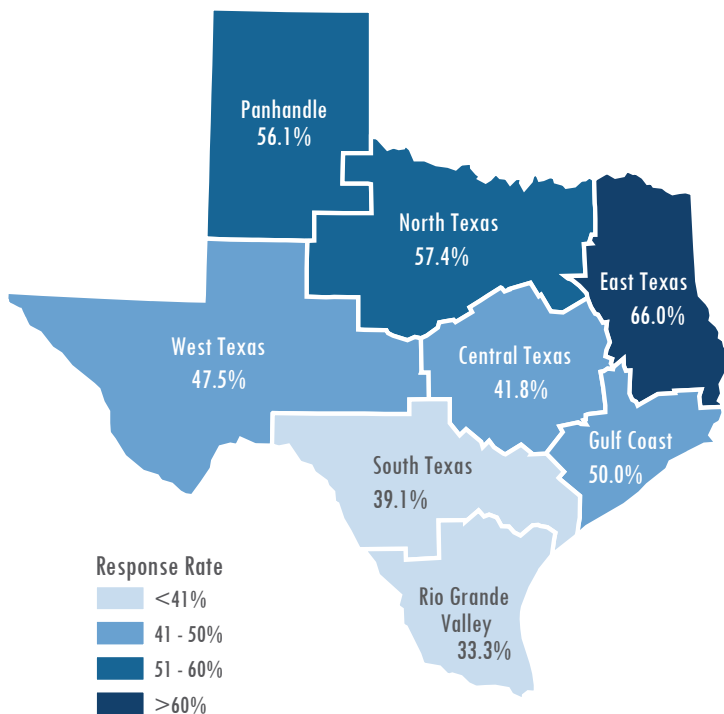 Panhandle
56.1%
North Texas
57.4%
East Texas
66.0%
West Texas
47.5%
Central Texas
41.8%
Gulf Coast
50.0%
South Texas
39.1%
Rio Grande
Valley
33.3%
Response Rate
<41%
41 - 50%
51 - 60%
>60%